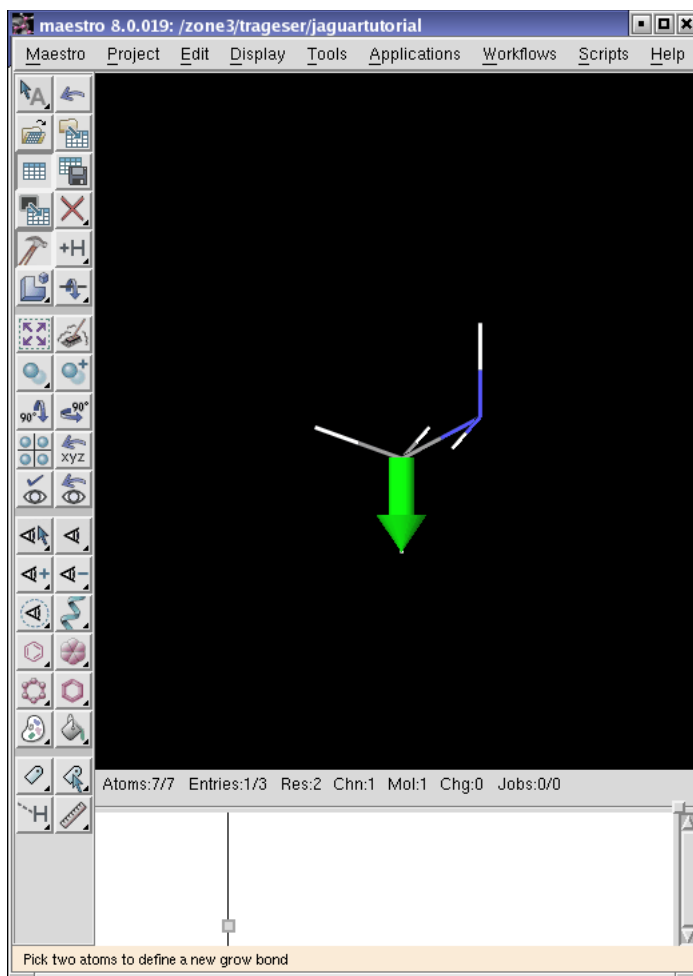 maestro 8.0.019: /zone3/trageser/jaguartutorial
Maestro Project Edit Display Tools Applications Workflows Scripts Help
A
+H
90° 90°
xyz
+ -
H
Atoms:7/7 Entries:1/3 Res:2 Chn:1 Mol:1 Chg:0 Jobs:0/0
Pick two atoms to define a new grow bond